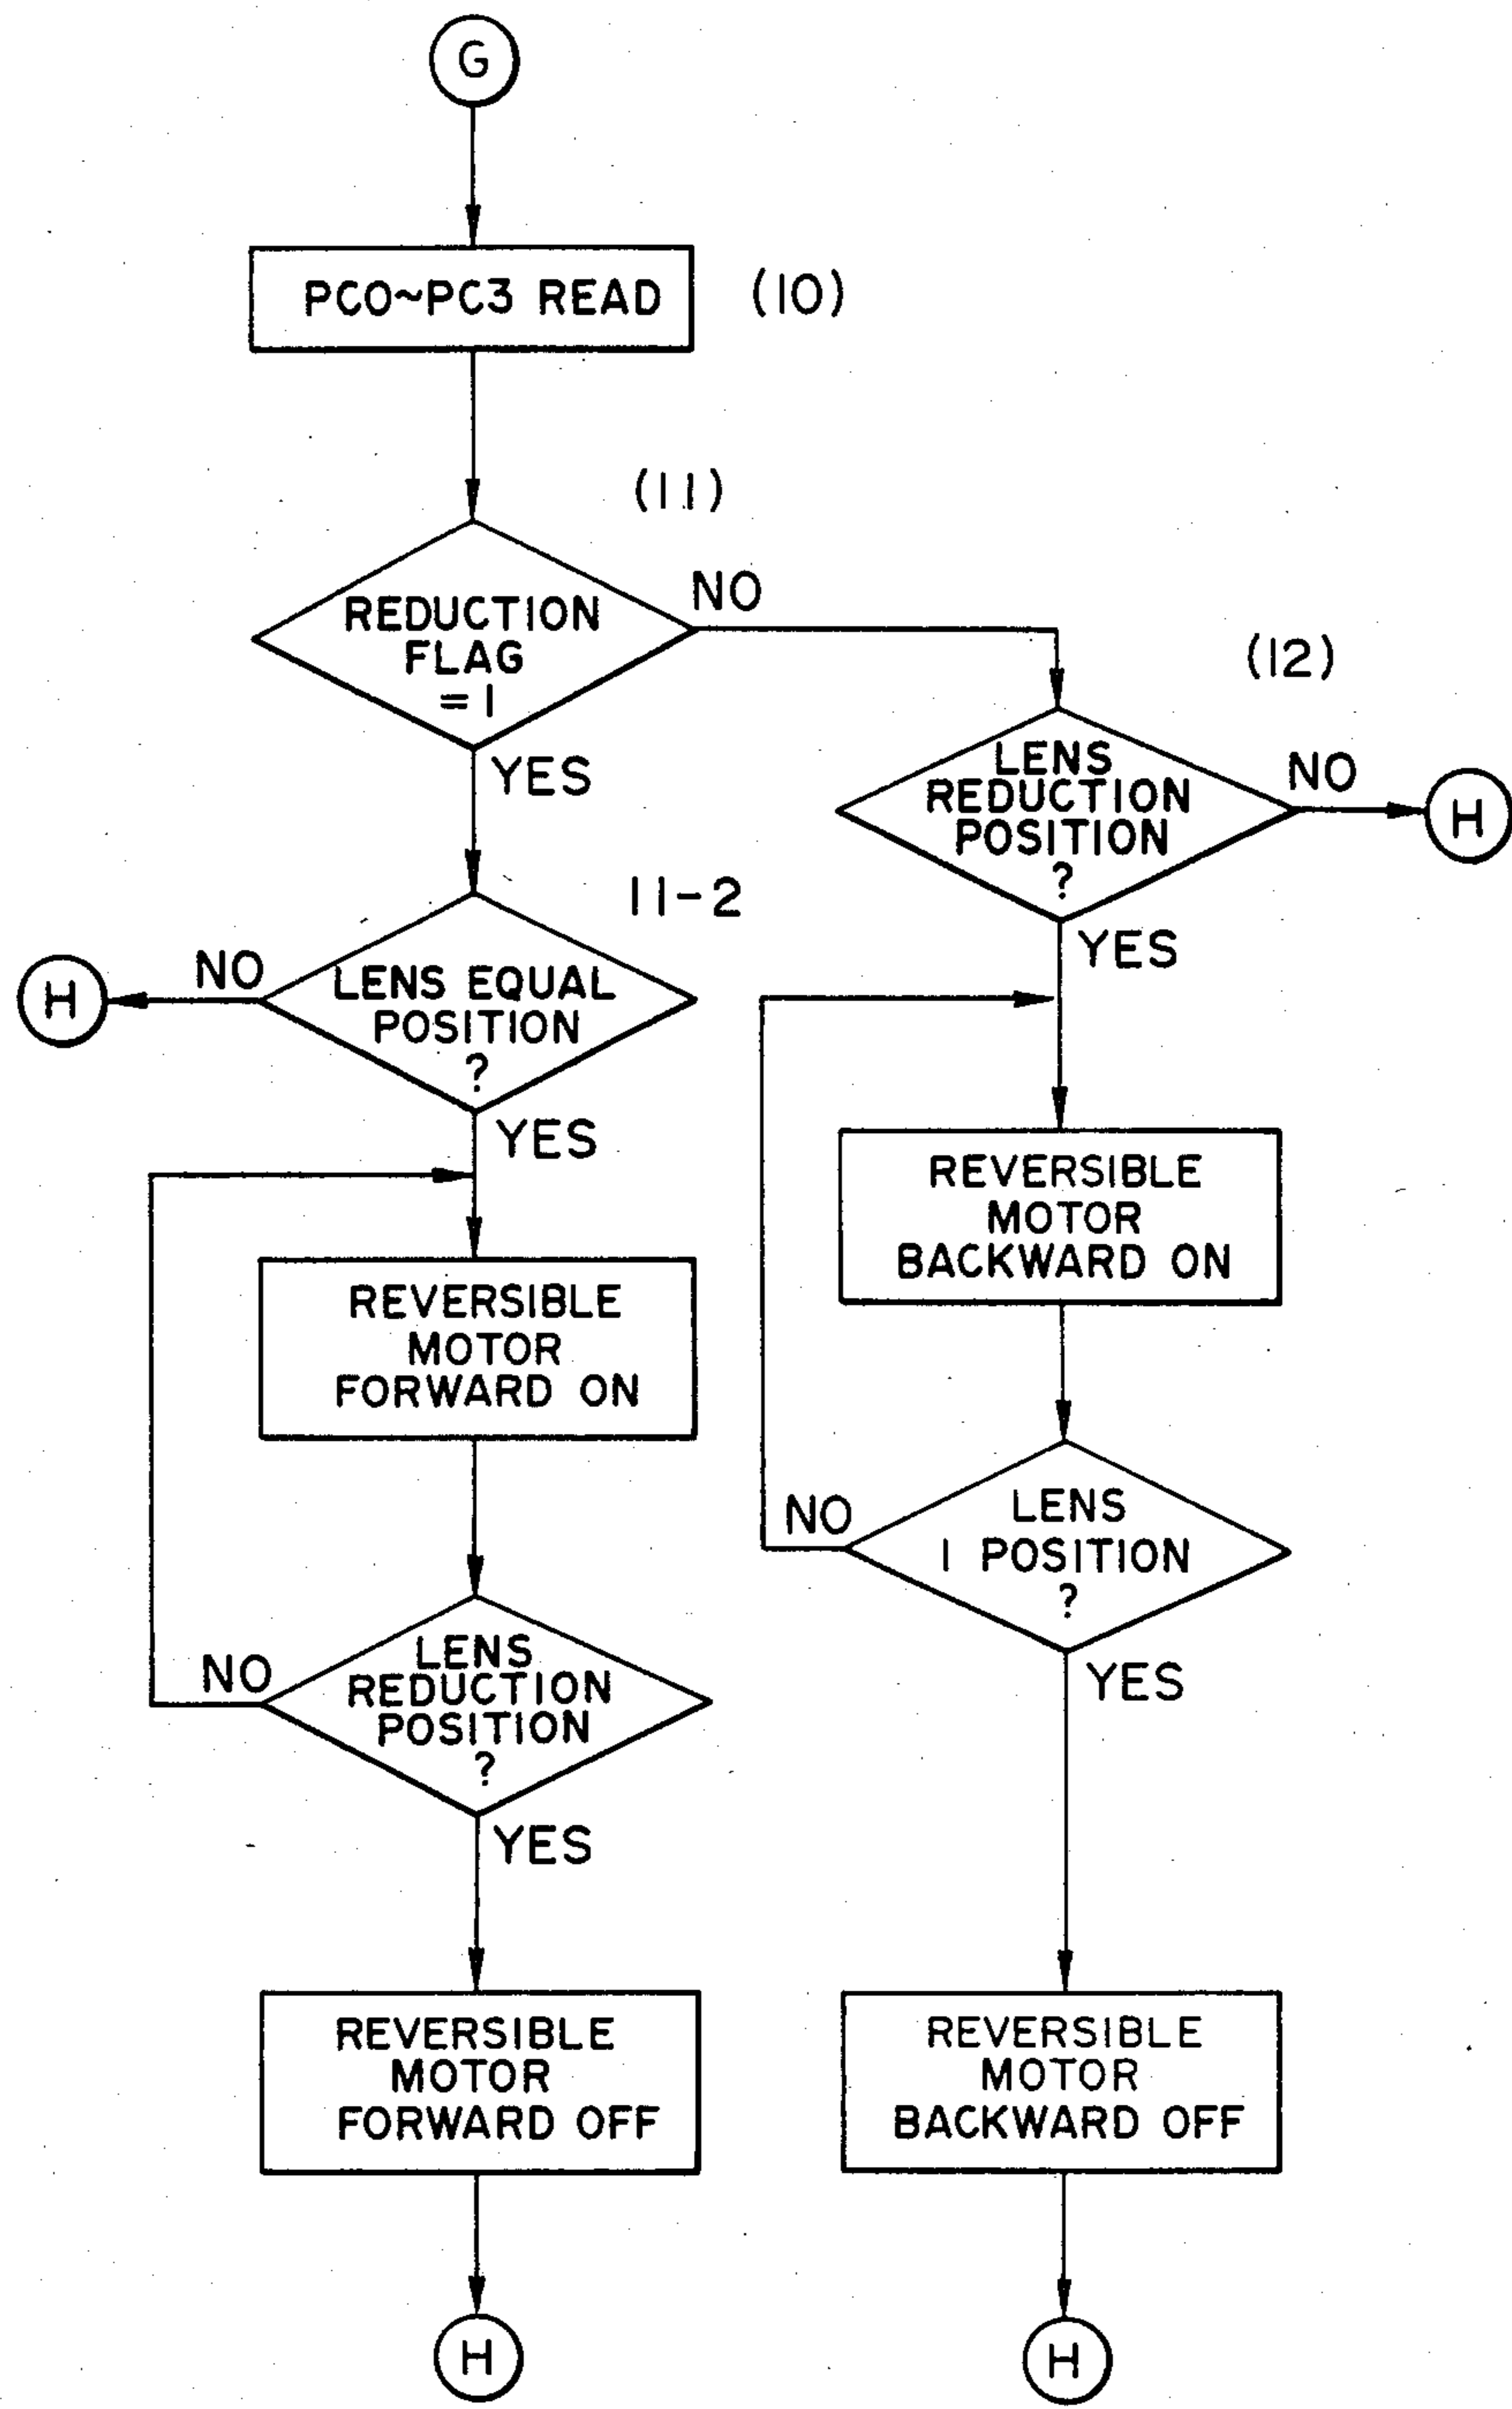 G
PC0~PC3 READ
(10)
(11)
REDUCTION
FLAG
=1
NO
YES
(12)
LENS
REDUCTION
POSITION
?
NO
H
YES
11-2
LENS EQUAL
POSITION
?
NO
H
YES
REVERSIBLE
MOTOR
FORWARD ON
LENS
REDUCTION
POSITION
?
NO
YES
REVERSIBLE
MOTOR
FORWARD OFF
H
REVERSIBLE
MOTOR
BACKWARD ON
LENS
1 POSITION
?
NO
YES
REVERSIBLE
MOTOR
BACKWARD OFF
H